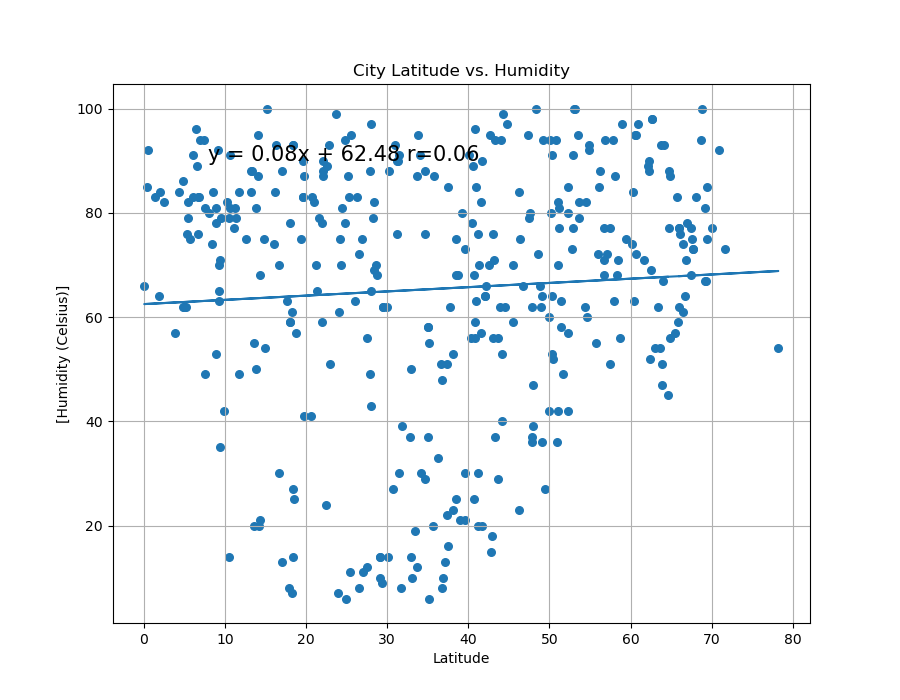 City Latitude vs. Humidity
y = 0.08x + 62.48 r=0.06
[Humidity (Celsius)]
100
80
60
40
20
0 10 20 30 40 50 60 70 80
Latitude